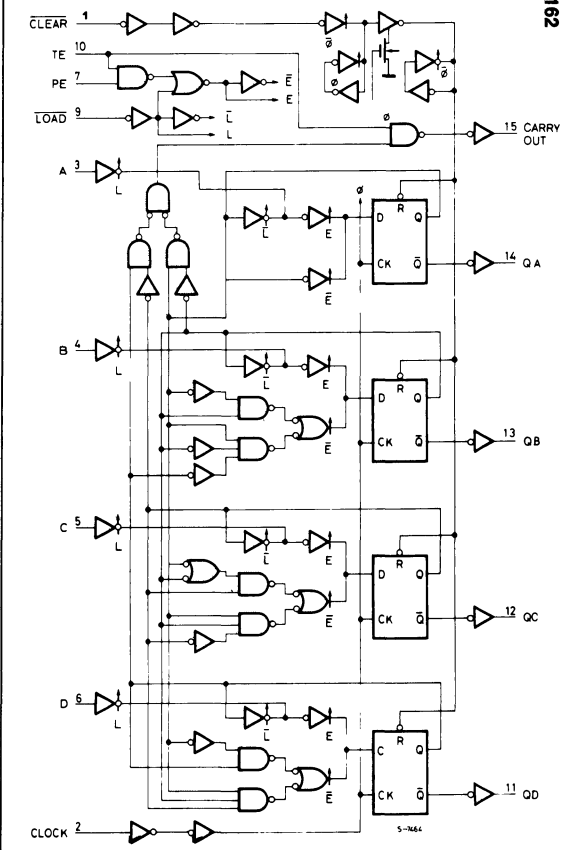 162
CLEAR 1
TE 10
PE 7
LOAD 9
Ē
E
L̄
L
φ̄
φ
φ̄
φ
15 CARRY OUT
A 3
L
L̄
E
Ē
φ
D R Q
CK Q̄
14 QA
B 4
L
L̄
E
Ē
D R Q
CK Q̄
13 QB
C 5
L
L̄
E
Ē
D R Q
CK Q̄
12 QC
D 6
L
L̄
E
Ē
C R Q
CK Q̄
11 QD
CLOCK 2
S-7464